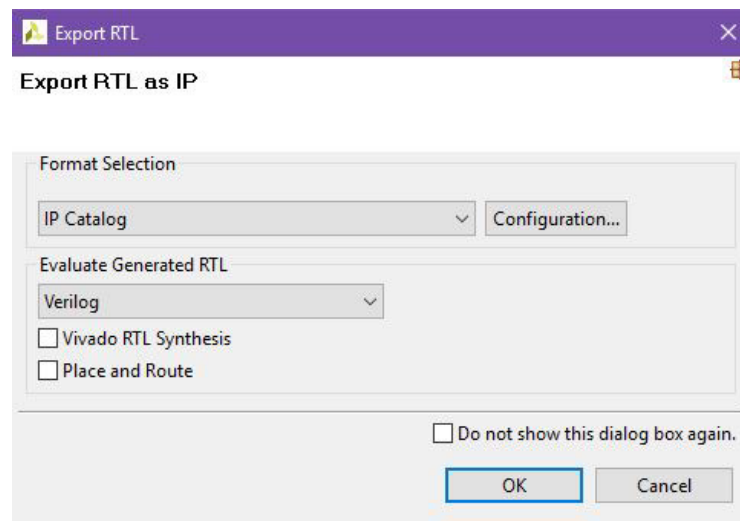 Export RTL
Export RTL as IP
Format Selection
IP Catalog
Configuration...
Evaluate Generated RTL
Verilog
Vivado RTL Synthesis
Place and Route
Do not show this dialog box again.
OK
Cancel